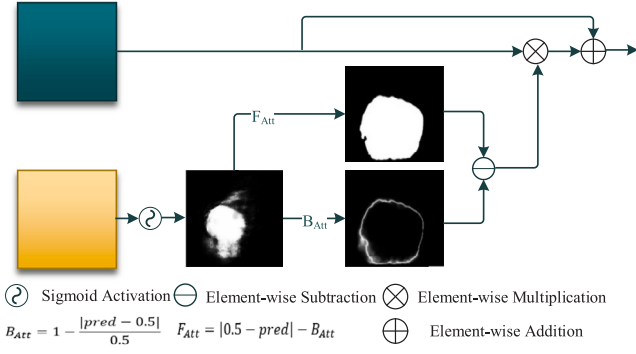 F_Att
B_Att
Sigmoid Activation
Element-wise Subtraction
Element-wise Multiplication
B_Att = 1 − |pred − 0.5| / 0.5
F_Att = |0.5 − pred| − B_Att
Element-wise Addition